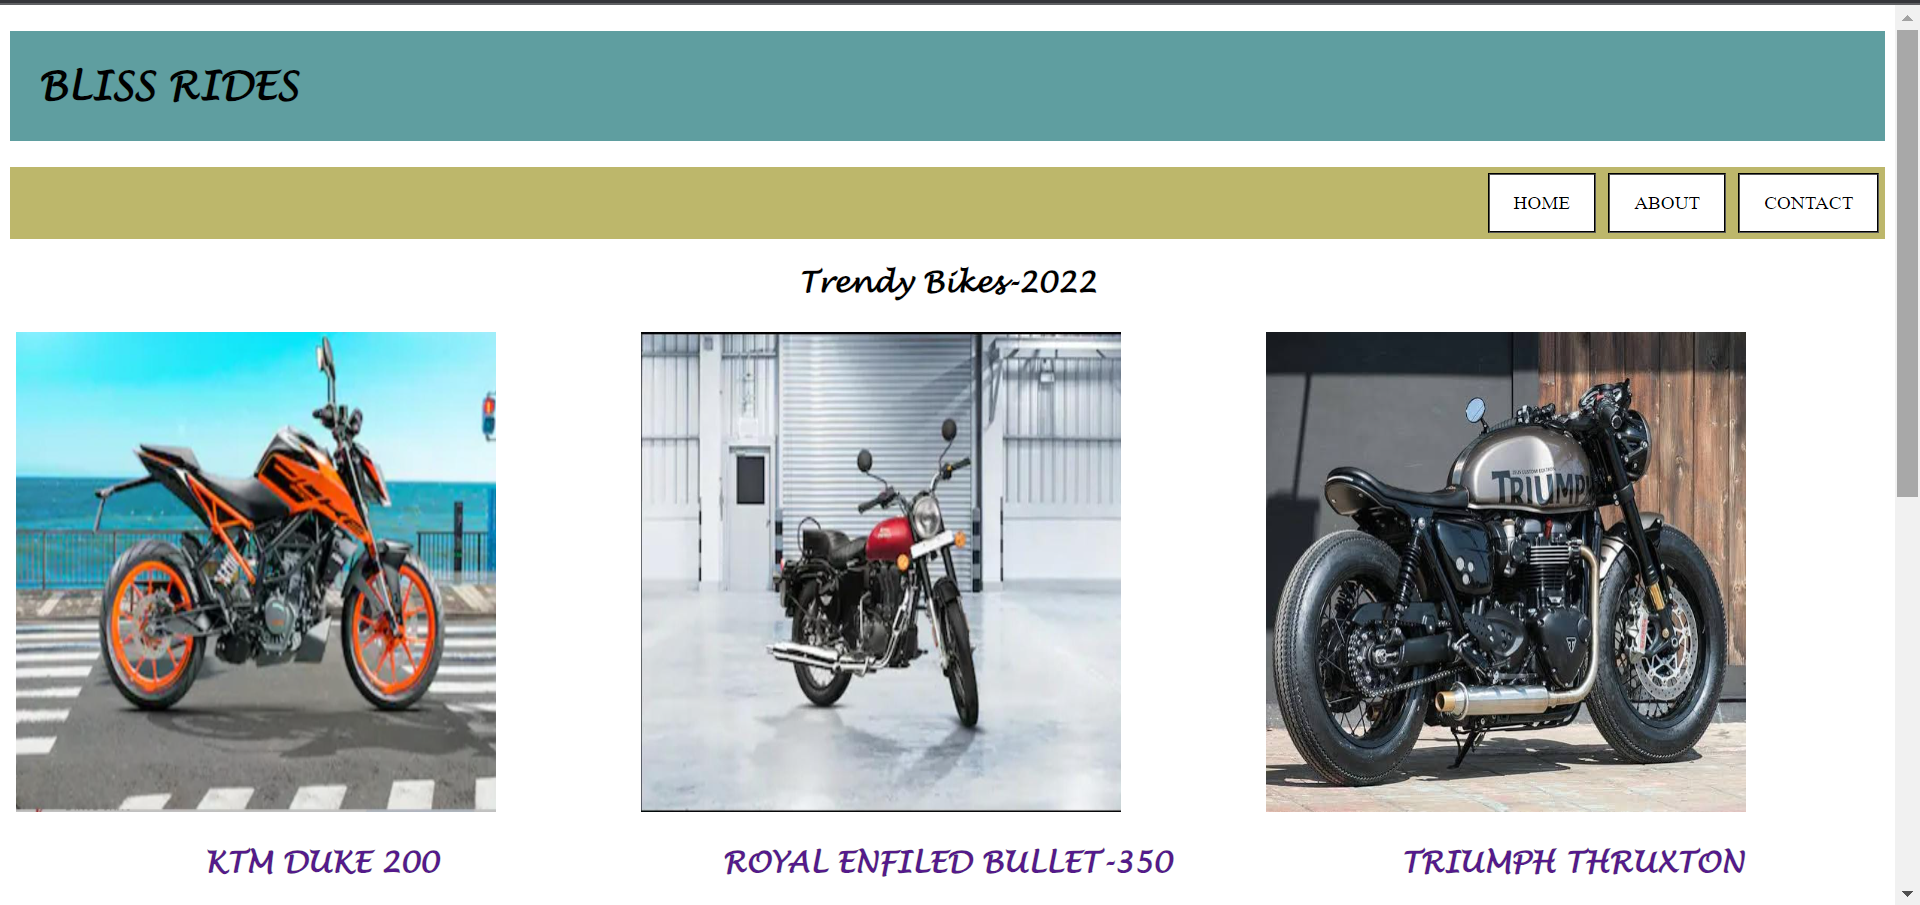 BLISS RIDES
HOME ABOUT CONTACT
Trendy Bikes-2022
TRIUMPH
KTM DUKE 200
ROYAL ENFILED BULLET-350
TRIUMPH THRUXTON